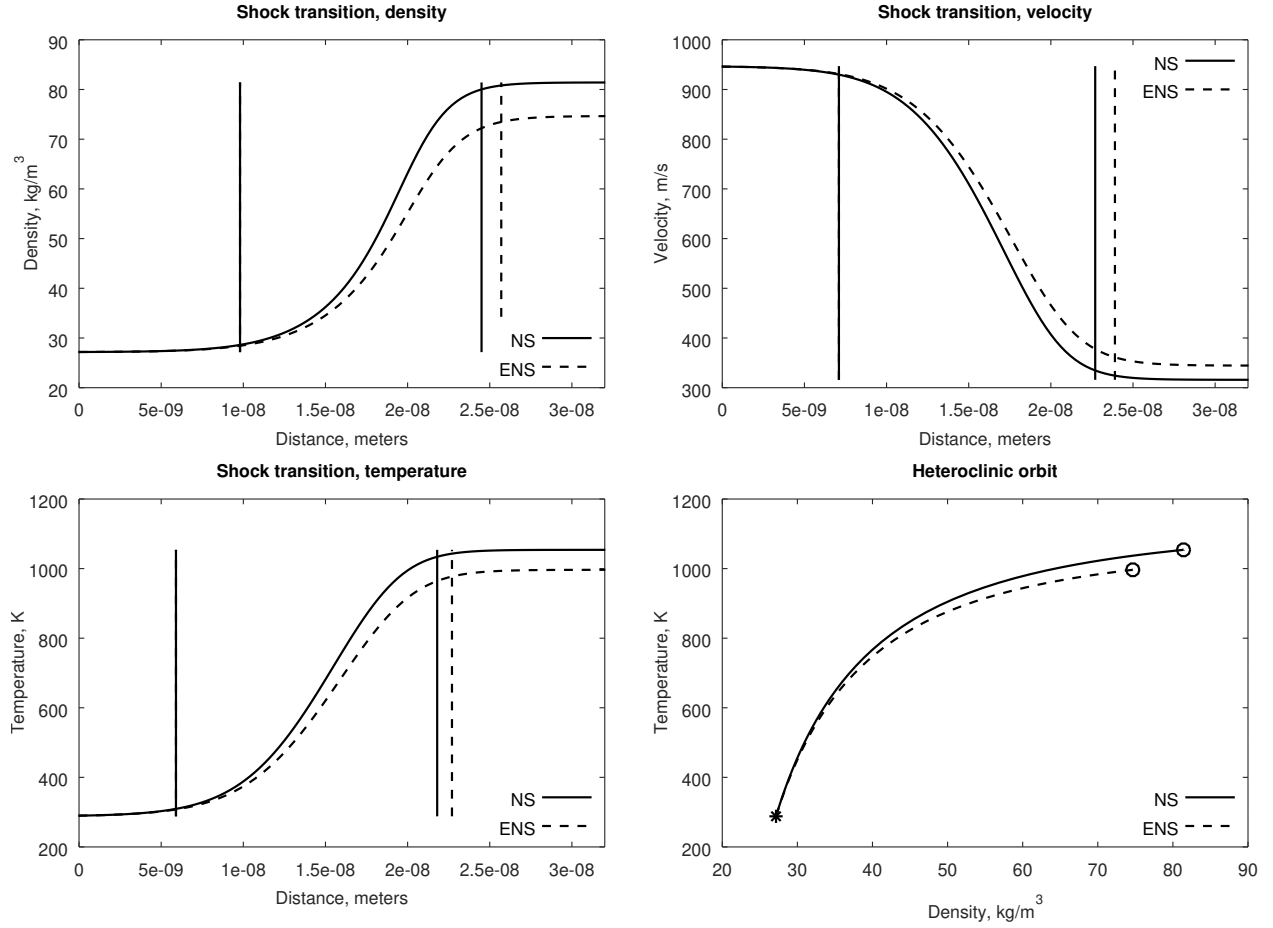 Shock transition, density
90
80
70
60
50
40
30
20
Density, kg/m3
NS
ENS
0 5e-09 1e-08 1.5e-08 2e-08 2.5e-08 3e-08
Distance, meters
Shock transition, velocity
1000
900
800
700
600
500
400
300
Velocity, m/s
NS
ENS
0 5e-09 1e-08 1.5e-08 2e-08 2.5e-08 3e-08
Distance, meters
Shock transition, temperature
1200
1000
800
600
400
200
Temperature, K
NS
ENS
0 5e-09 1e-08 1.5e-08 2e-08 2.5e-08 3e-08
Distance, meters
Heteroclinic orbit
1200
1000
800
600
400
200
Temperature, K
NS
ENS
20 30 40 50 60 70 80 90
Density, kg/m3